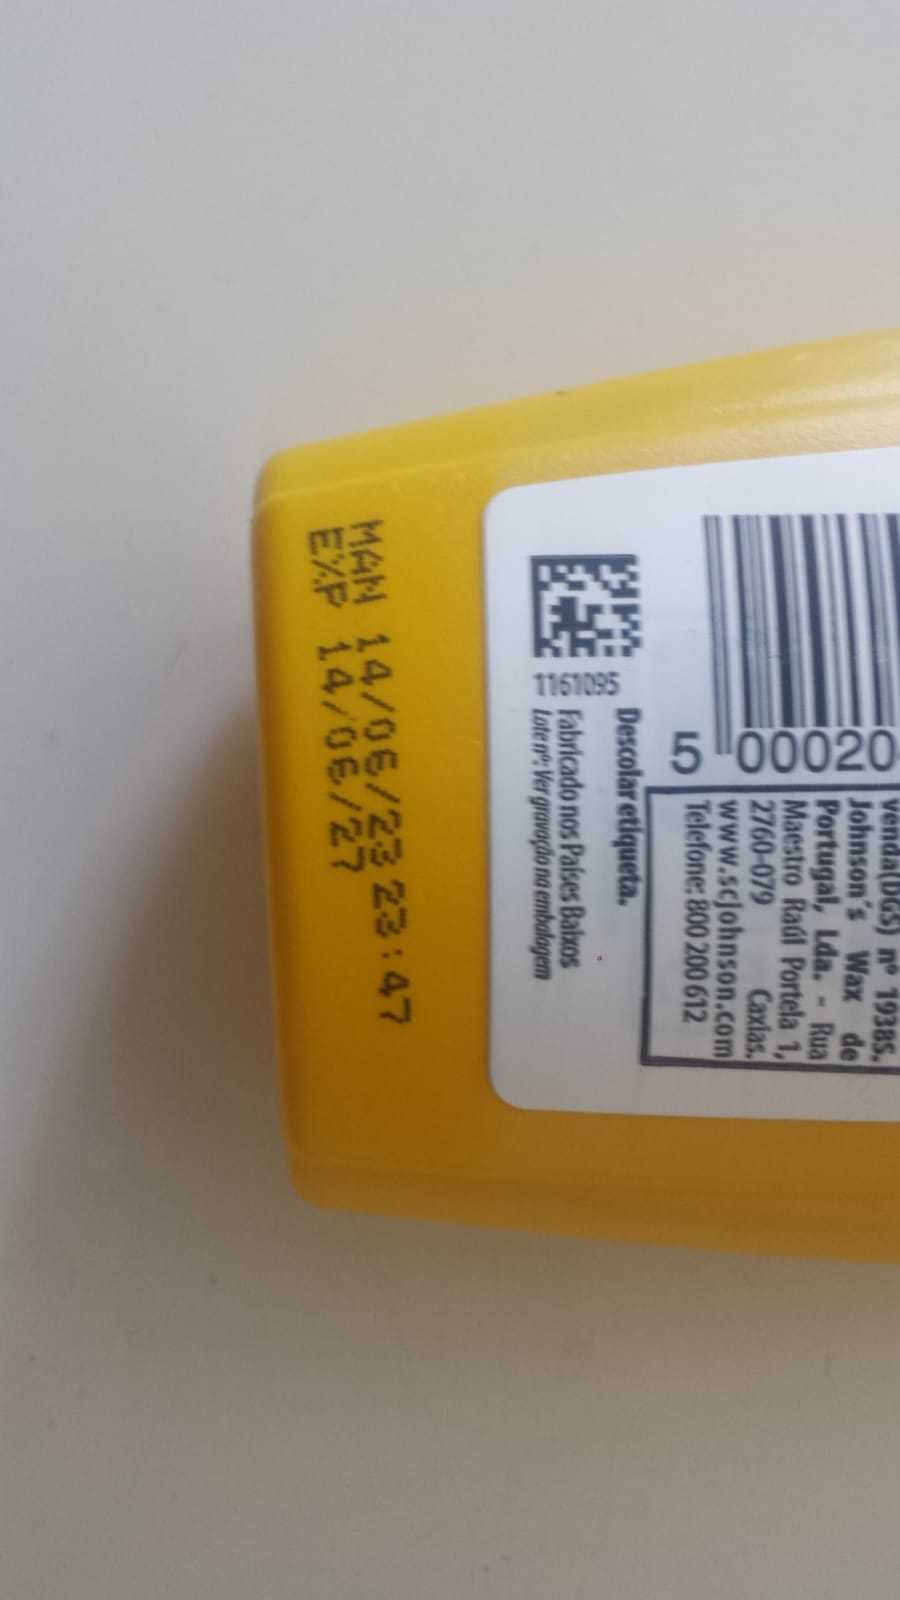 MAN 14/06/23 23:47
EXP 14/06/27
1161095
Descolar etiqueta.
Fabricado nos Países Baixos
Lote nº: Ver gravação na embalagem
5 00020
venda(DGS) nº 1938S.
Johnson´s Wax de
Portugal, Lda. - Rua
Maestro Raúl Portela 1,
2760-079 Caxias.
www.scjohnson.com
Telefone: 800 200 612